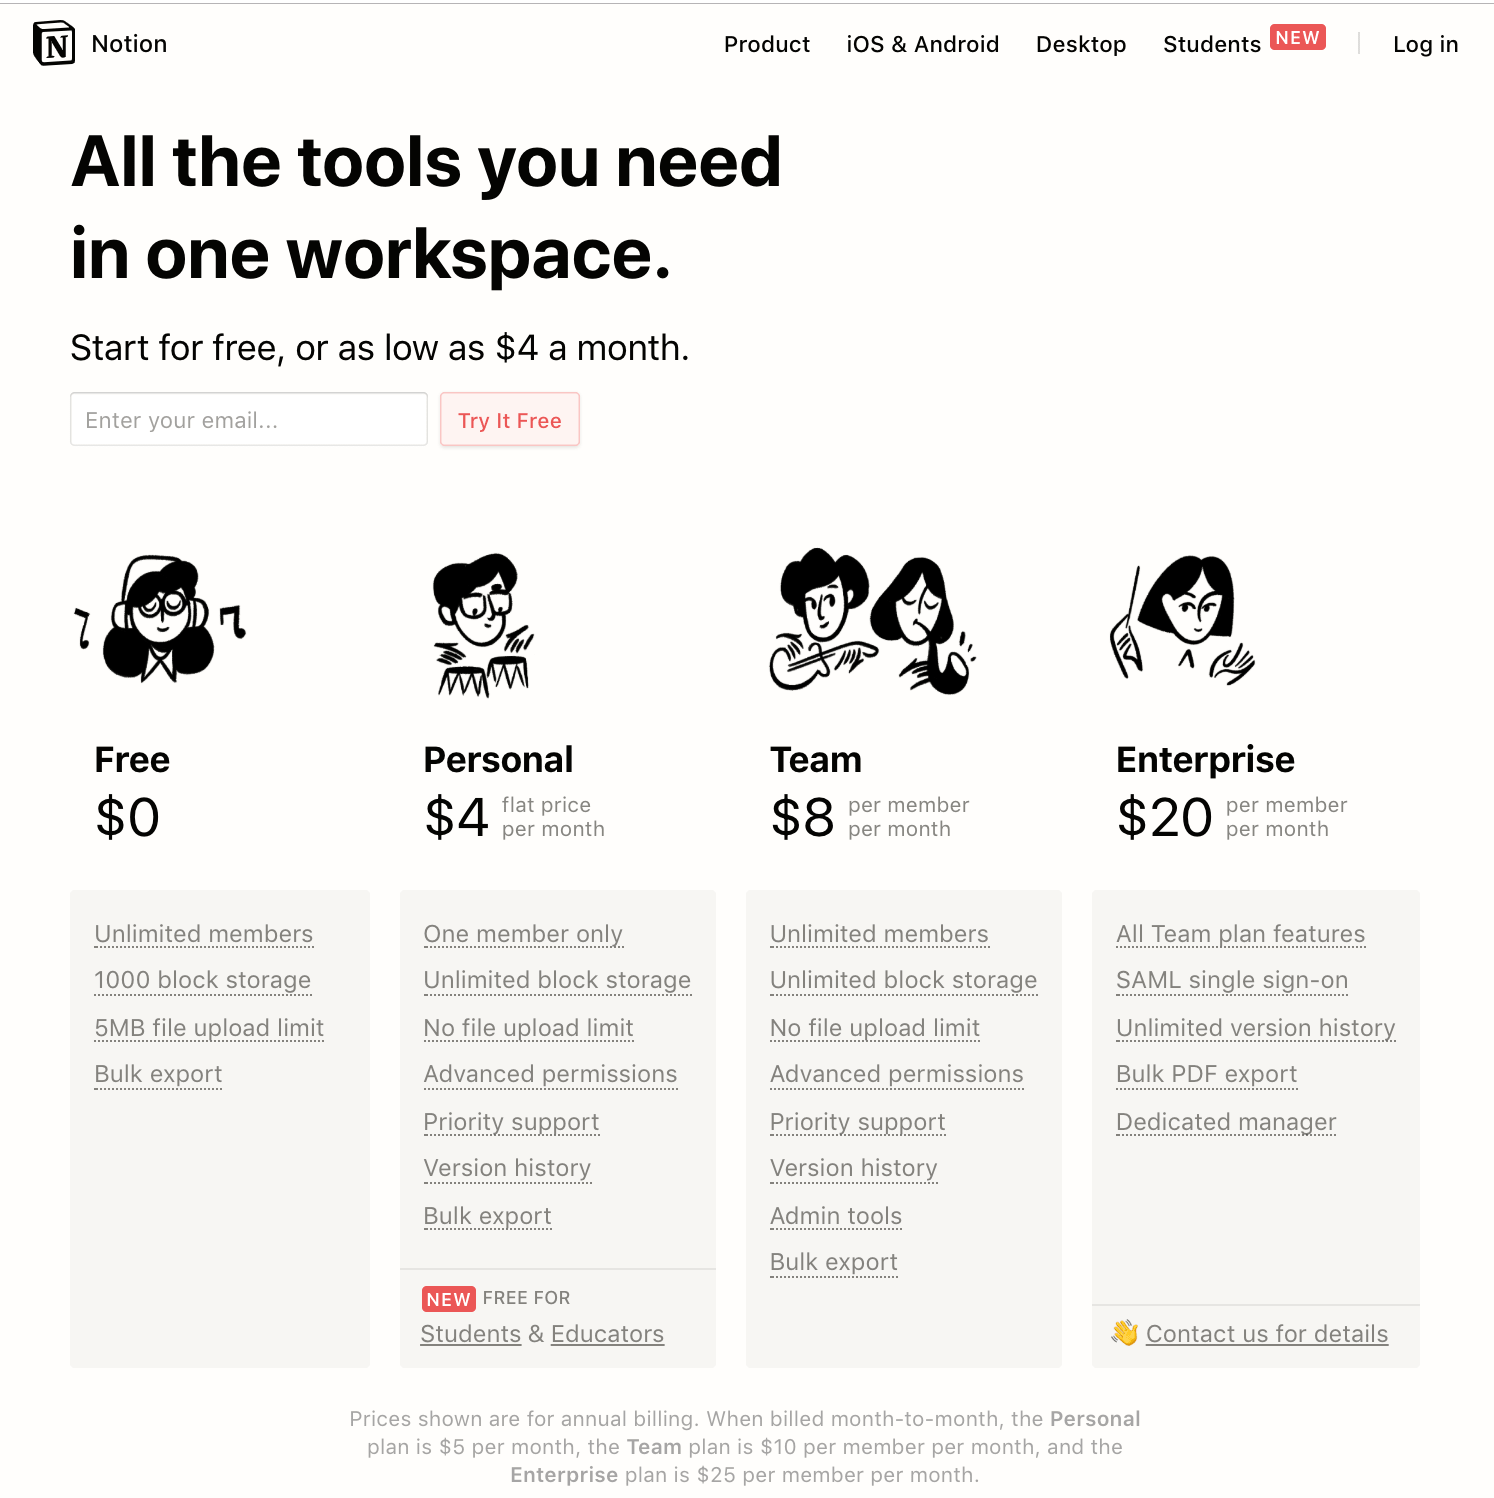 Notion
Product
iOS & Android
Desktop
Students NEW
Log in
All the tools you need
in one workspace.
Start for free, or as low as $4 a month.
Enter your email...
Try It Free
Free
$0
Unlimited members
1000 block storage
5MB file upload limit
Bulk export
Personal
$4 flat price
per month
One member only
Unlimited block storage
No file upload limit
Advanced permissions
Priority support
Version history
Bulk export
NEW FREE FOR
Students & Educators
Team
$8 per member
per month
Unlimited members
Unlimited block storage
No file upload limit
Advanced permissions
Priority support
Version history
Admin tools
Bulk export
Enterprise
$20 per member
per month
All Team plan features
SAML single sign-on
Unlimited version history
Bulk PDF export
Dedicated manager
👋 Contact us for details
Prices shown are for annual billing. When billed month-to-month, the Personal
plan is $5 per month, the Team plan is $10 per member per month, and the
Enterprise plan is $25 per member per month.